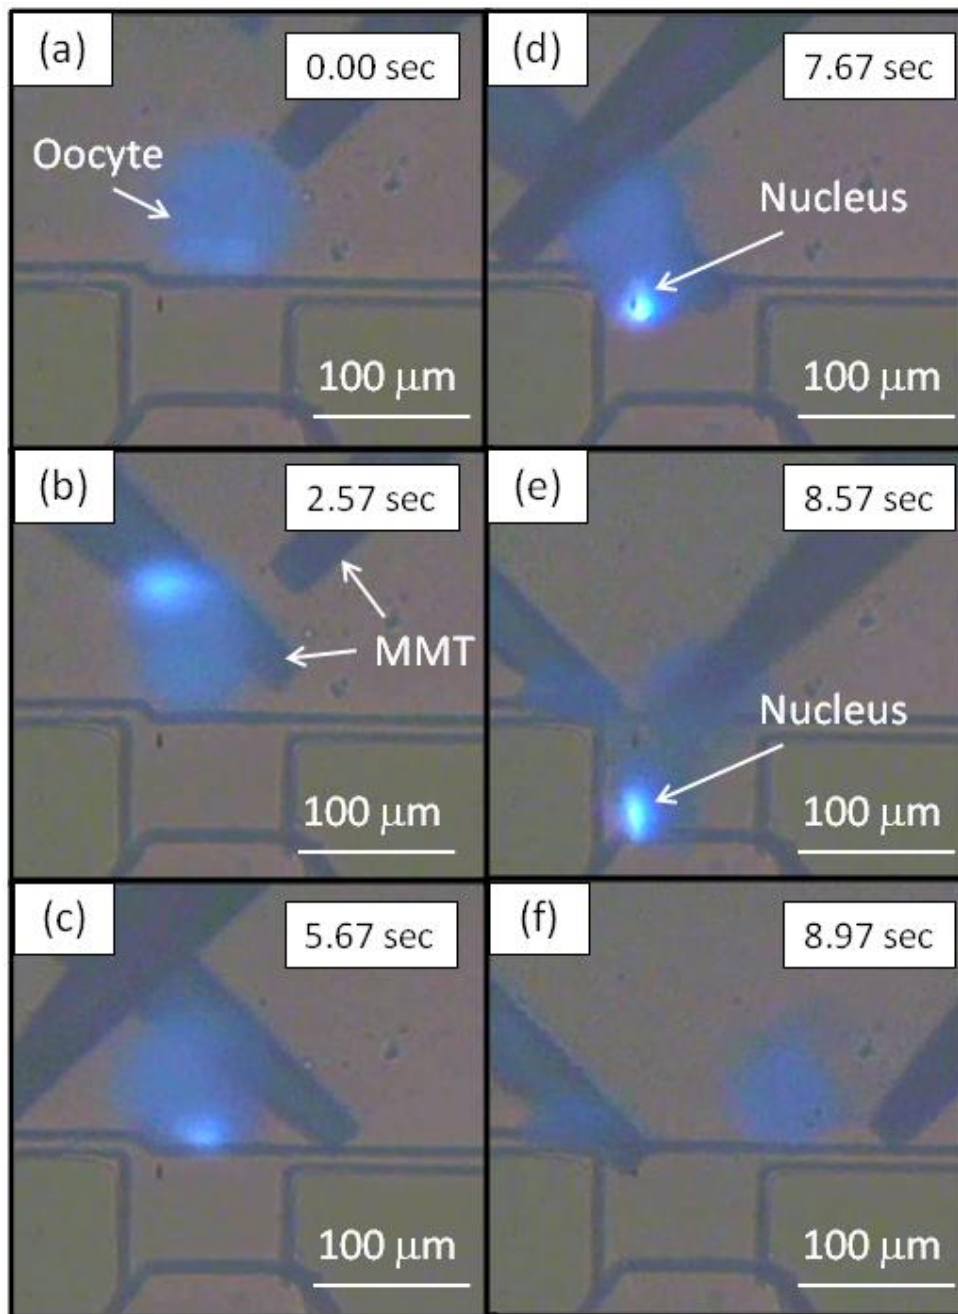 (a)
0.00 sec
Oocyte
100 μm
(b)
2.57 sec
MMT
100 μm
(c)
5.67 sec
100 μm
(d)
7.67 sec
Nucleus
100 μm
(e)
8.57 sec
Nucleus
100 μm
(f)
8.97 sec
100 μm